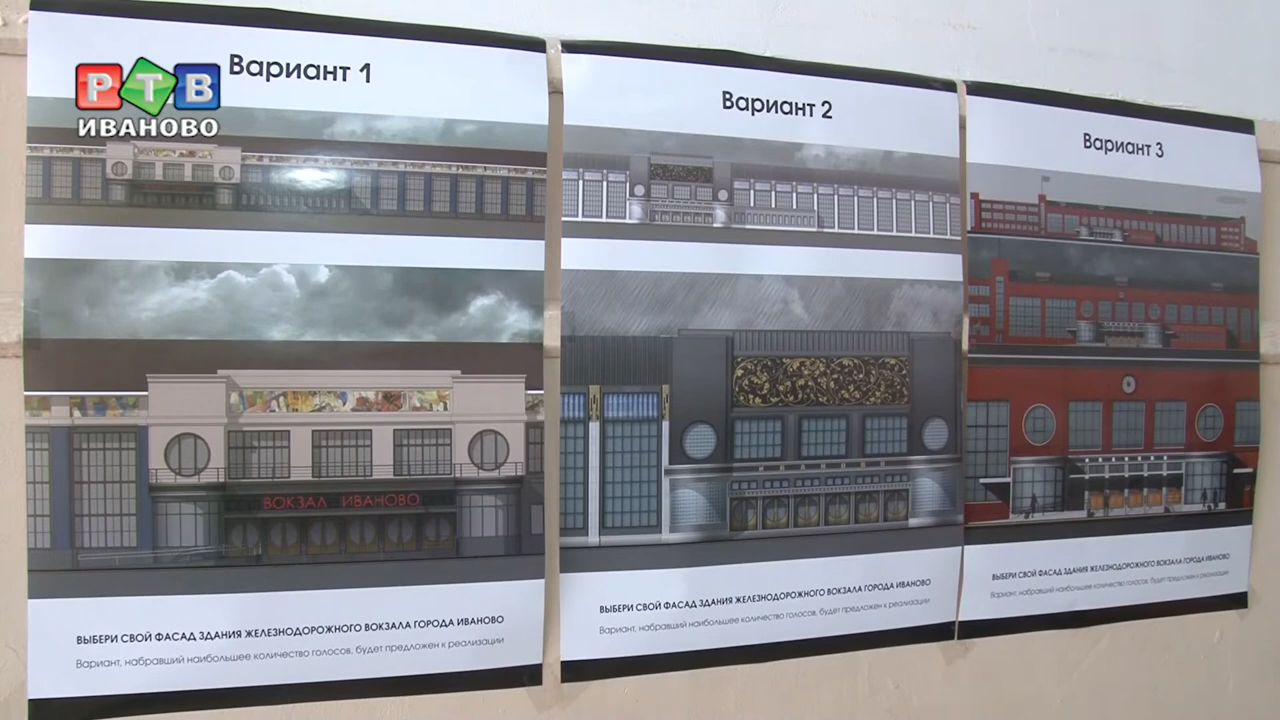 РТВ
ИВАНОВО
Вариант 1
ВОКЗАЛ ИВАНОВО
ВЫБЕРИ СВОЙ ФАСАД ЗДАНИЯ ЖЕЛЕЗНОДОРОЖНОГО ВОКЗАЛА ГОРОДА ИВАНОВО
Вариант, набравший наибольшее количество голосов, будет предложен к реализации
Вариант 2
ВЫБЕРИ СВОЙ ФАСАД ЗДАНИЯ ЖЕЛЕЗНОДОРОЖНОГО ВОКЗАЛА ГОРОДА ИВАНОВО
Вариант, набравший наибольшее количество голосов, будет предложен к реализации
Вариант 3
ВЫБЕРИ СВОЙ ФАСАД ЗДАНИЯ ЖЕЛЕЗНОДОРОЖНОГО ВОКЗАЛА ГОРОДА ИВАНОВО
Вариант, набравший наибольшее количество голосов, будет предложен к реализации